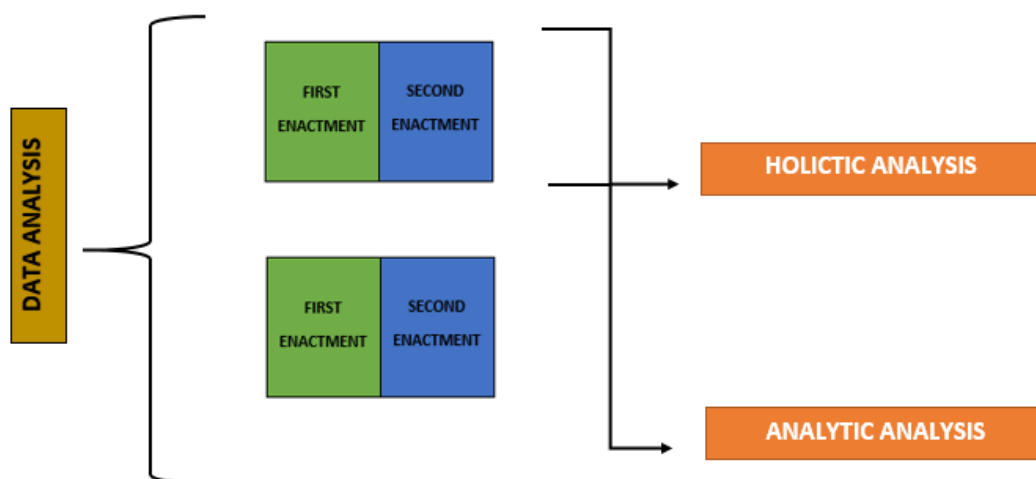 DATA ANALYSIS
FIRST
ENACTMENT
SECOND
ENACTMENT
FIRST
ENACTMENT
SECOND
ENACTMENT
HOLICTIC ANALYSIS
ANALYTIC ANALYSIS